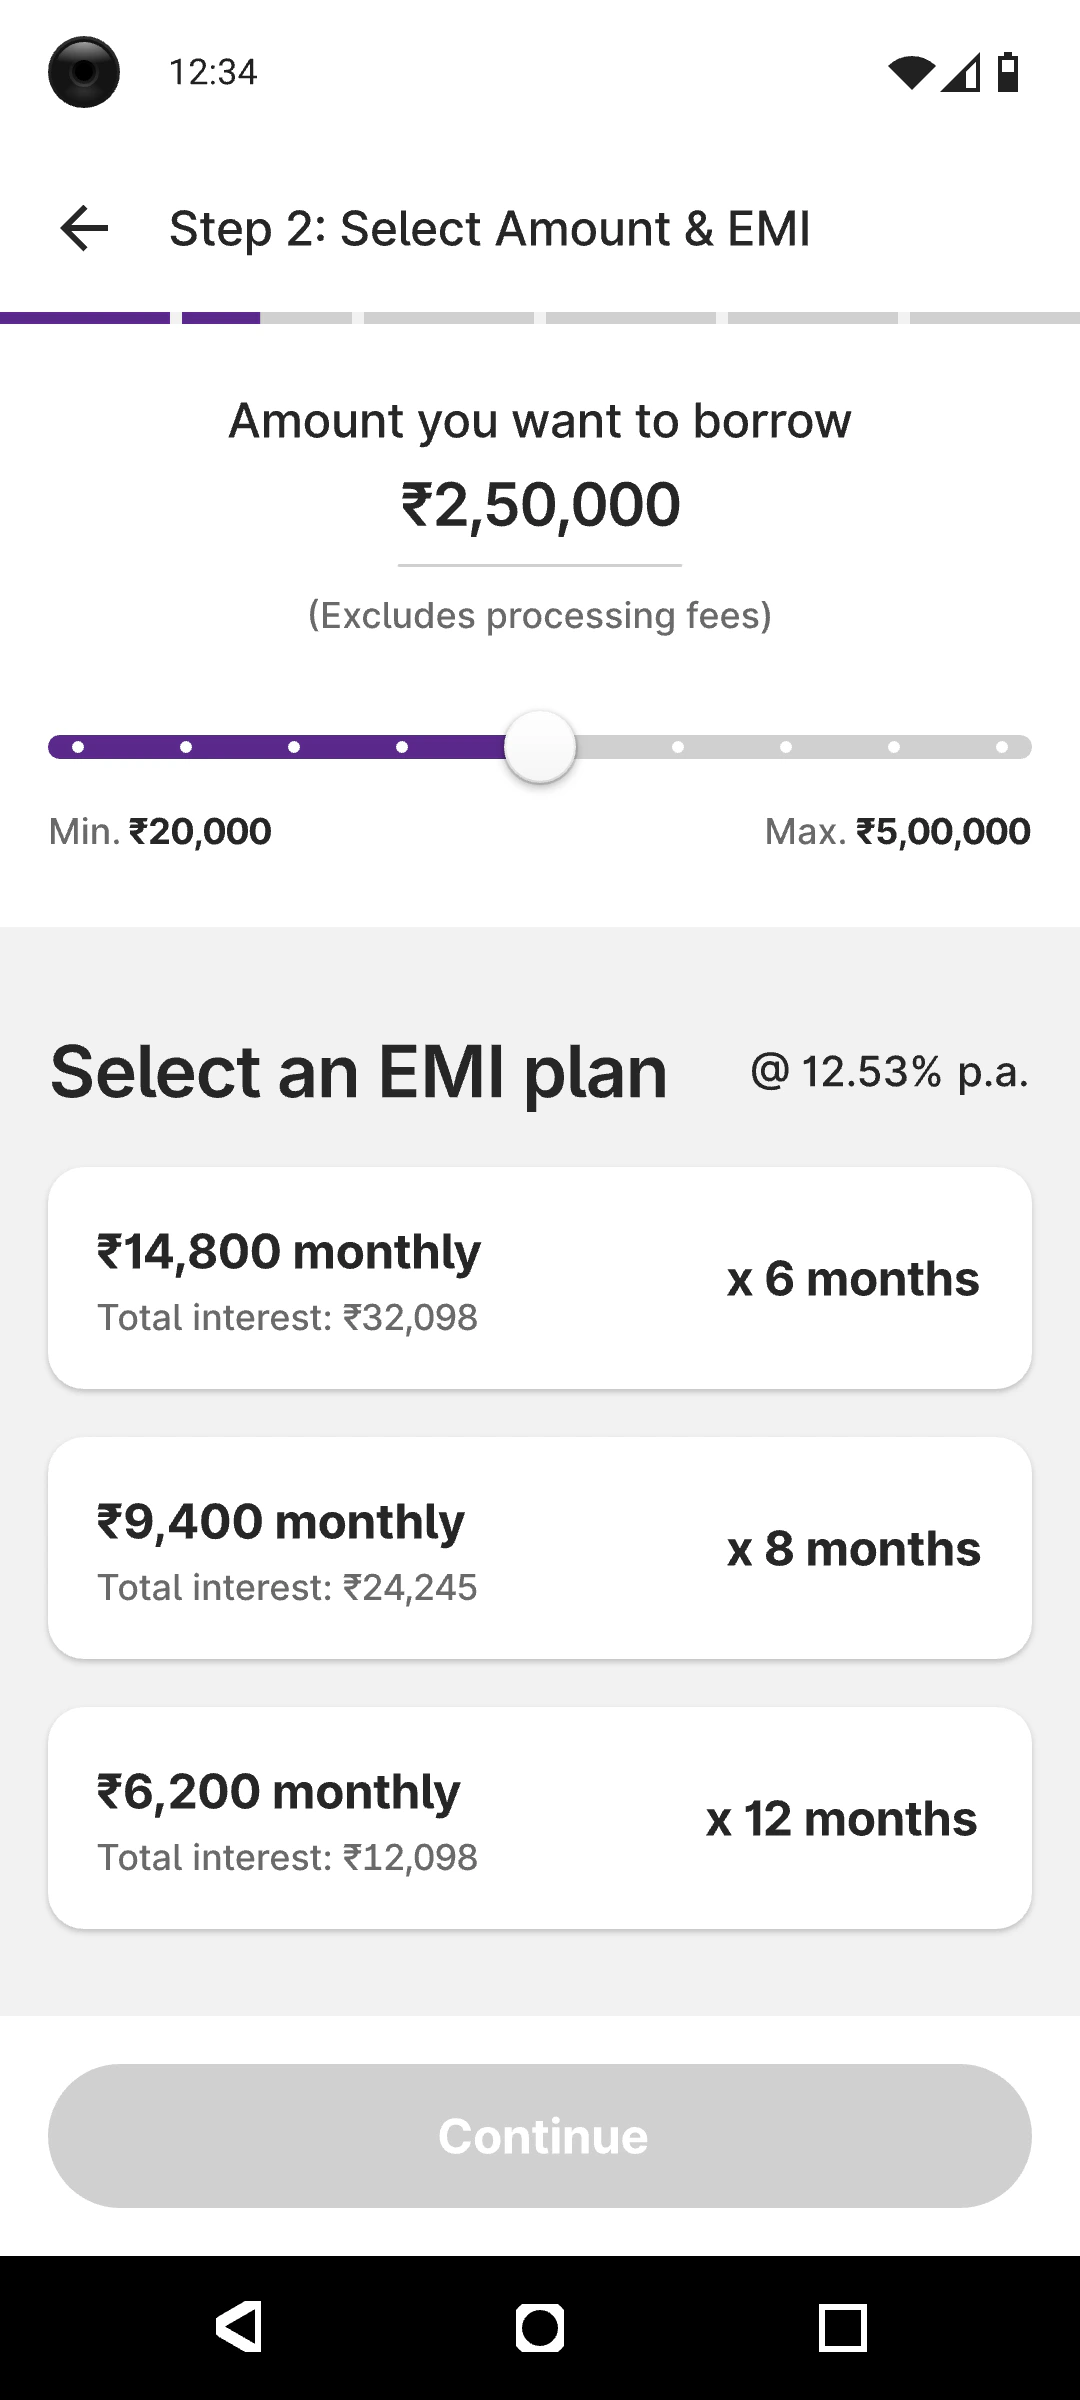 12:34
Step 2: Select Amount & EMI
Amount you want to borrow
₹2,50,000
(Excludes processing fees)
Min. ₹20,000
Max. ₹5,00,000
Select an EMI plan
@ 12.53% p.a.
₹14,800 monthly
Total interest: ₹32,098
x 6 months
₹9,400 monthly
Total interest: ₹24,245
x 8 months
₹6,200 monthly
Total interest: ₹12,098
x 12 months
Continue